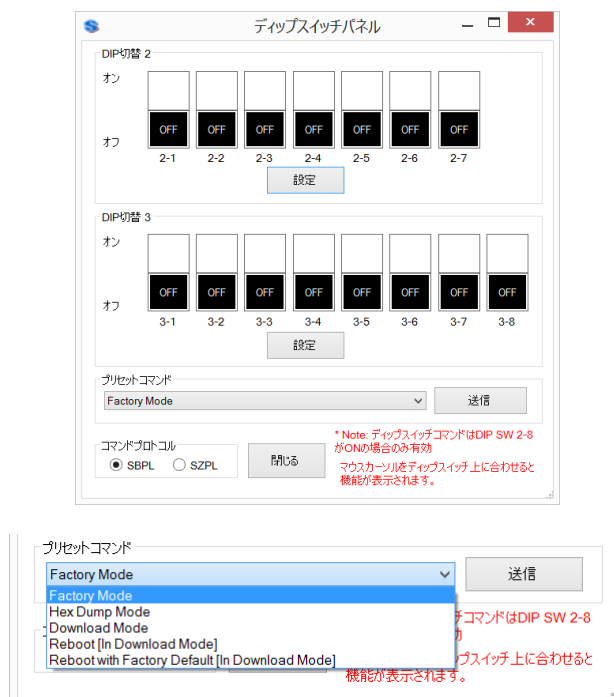 ディップスイッチパネル
DIP切替 2
オン
オフ
OFF OFF OFF OFF OFF OFF OFF
2-1 2-2 2-3 2-4 2-5 2-6 2-7
設定
DIP切替 3
オン
オフ
OFF OFF OFF OFF OFF OFF OFF OFF
3-1 3-2 3-3 3-4 3-5 3-6 3-7 3-8
設定
プリセットコマンド
Factory Mode
送信
コマンドプロトコル
SBPL SZPL
閉じる
* Note: ディップスイッチコマンドはDIP SW 2-8
がONの場合のみ有効
マウスカーソルをディップスイッチ上に合わせると
機能が表示されます。
プリセットコマンド
Factory Mode
送信
Factory Mode
Hex Dump Mode
Download Mode
Reboot [In Download Mode]
Reboot with Factory Default [In Download Mode]
チコマンドはDIP SW 2-8
ップスイッチ上に合わせると
機能が表示されます。